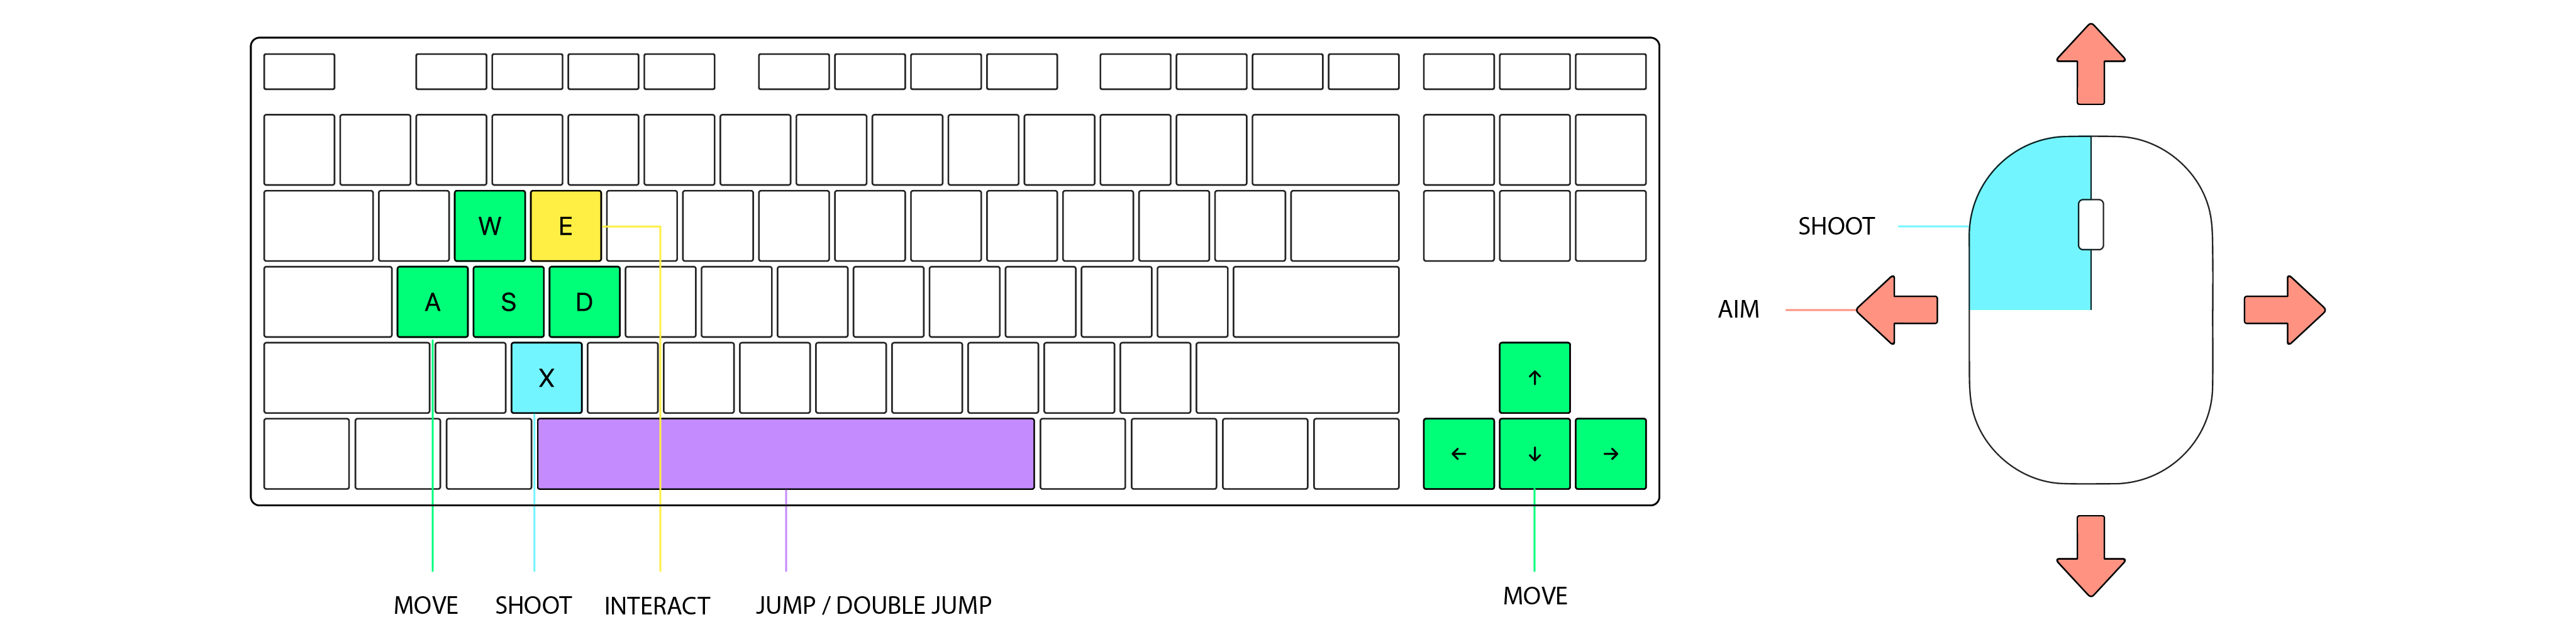 W
E
A
S
D
X
↑
←
↓
→
MOVE
SHOOT
INTERACT
JUMP / DOUBLE JUMP
MOVE
SHOOT
AIM